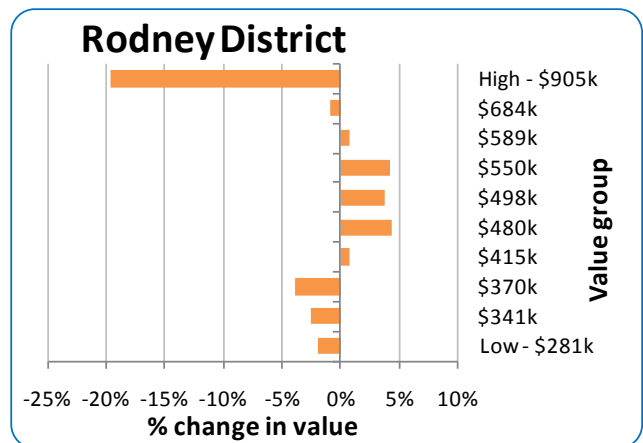 Rodney District
High - $905k
$684k
$589k
$550k
$498k
$480k
$415k
$370k
$341k
Low - $281k
Value group
-25% -20% -15% -10% -5% 0% 5% 10%
% change in value